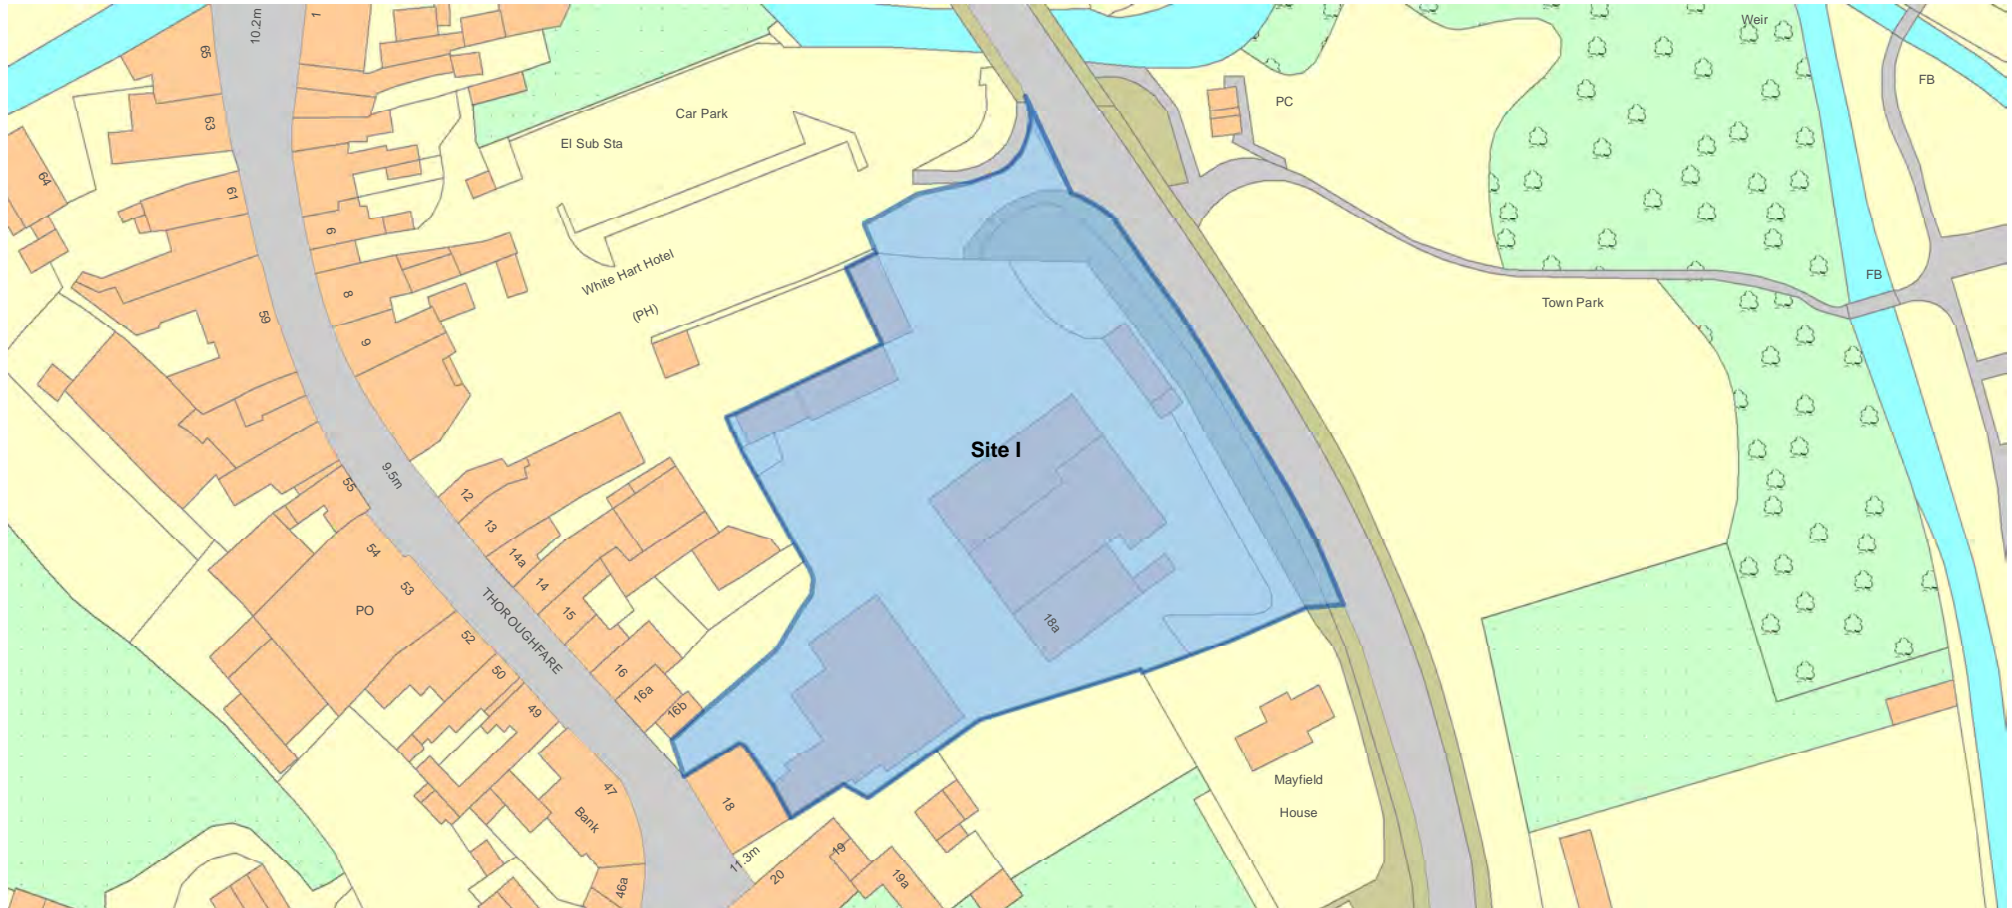 10.2m
1
65
63
64
61
6
8
9
59
Weir
FB
Car Park
El Sub Sta
PC
White Hart Hotel
(PH)
FB
Town Park
Site I
9.5m
55
12
13
14a
14
15
54
53
PO
THOROUGHFARE
52
50
49
16
16a
16b
18a
47
Bank
46a
18
11.3m
19
20
19a
Mayfield
House